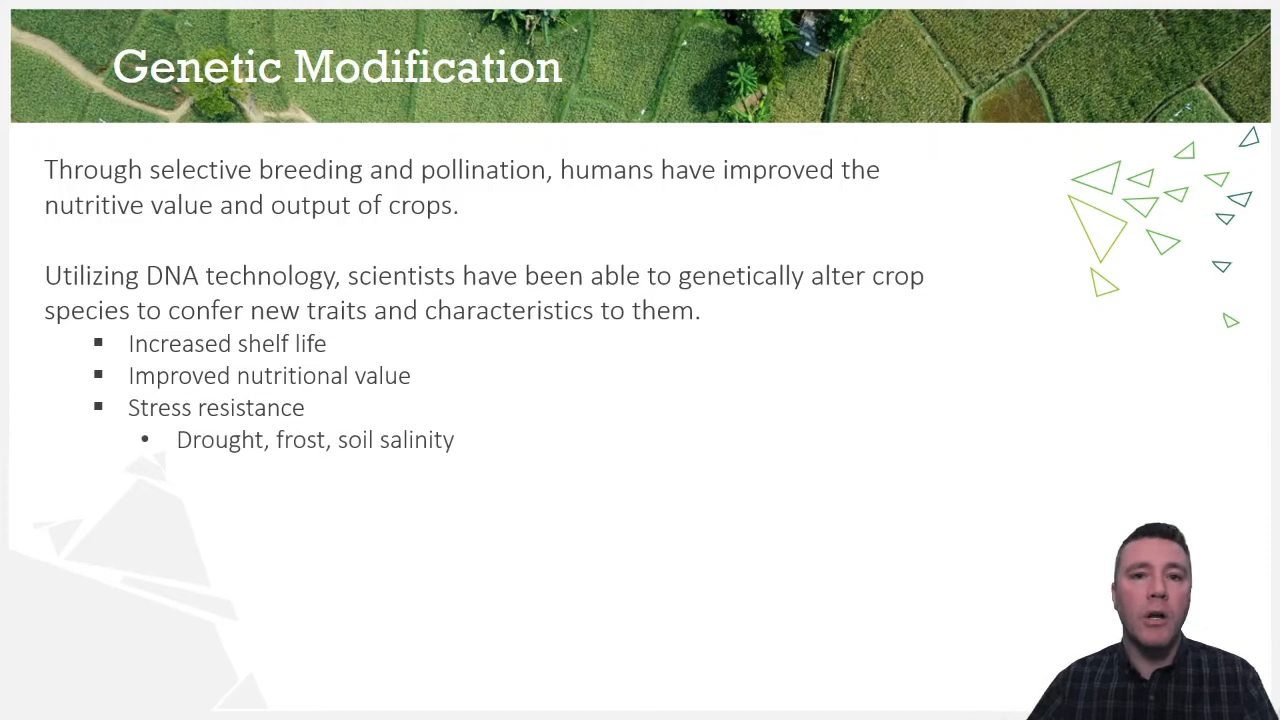 Genetic Modification
Through selective breeding and pollination, humans have improved the
nutritive value and output of crops.
Utilizing DNA technology, scientists have been able to genetically alter crop
species to confer new traits and characteristics to them.
▪ Increased shelf life
▪ Improved nutritional value
▪ Stress resistance
• Drought, frost, soil salinity